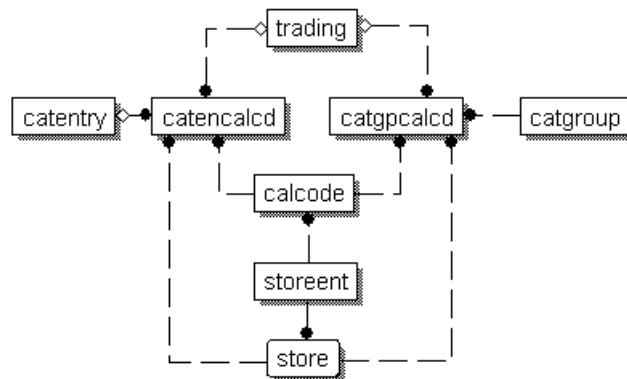 trading
catentry
catencalcd
catgpcalcd
catgroup
calcode
storeent
store